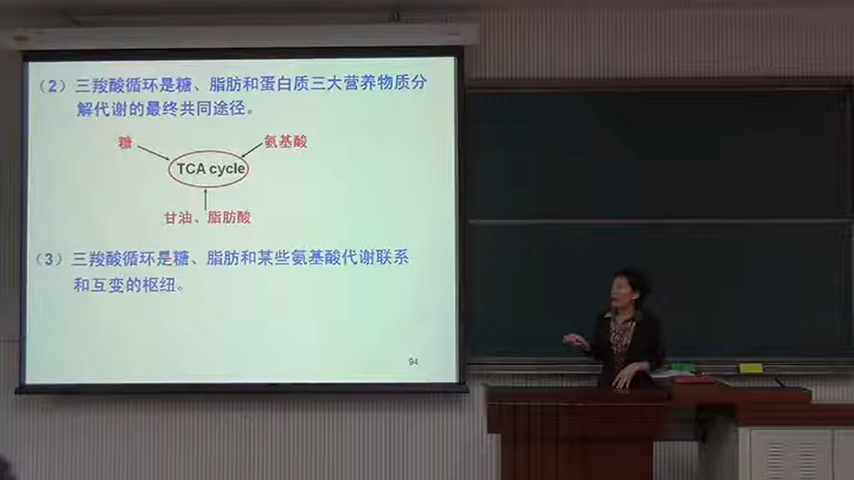 （2）三羧酸循环是糖、脂肪和蛋白质三大营养物质分
解代谢的最终共同途径。
糖
氨基酸
TCA cycle
甘油、脂肪酸
（3）三羧酸循环是糖、脂肪和某些氨基酸代谢联系
和互变的枢纽。
94